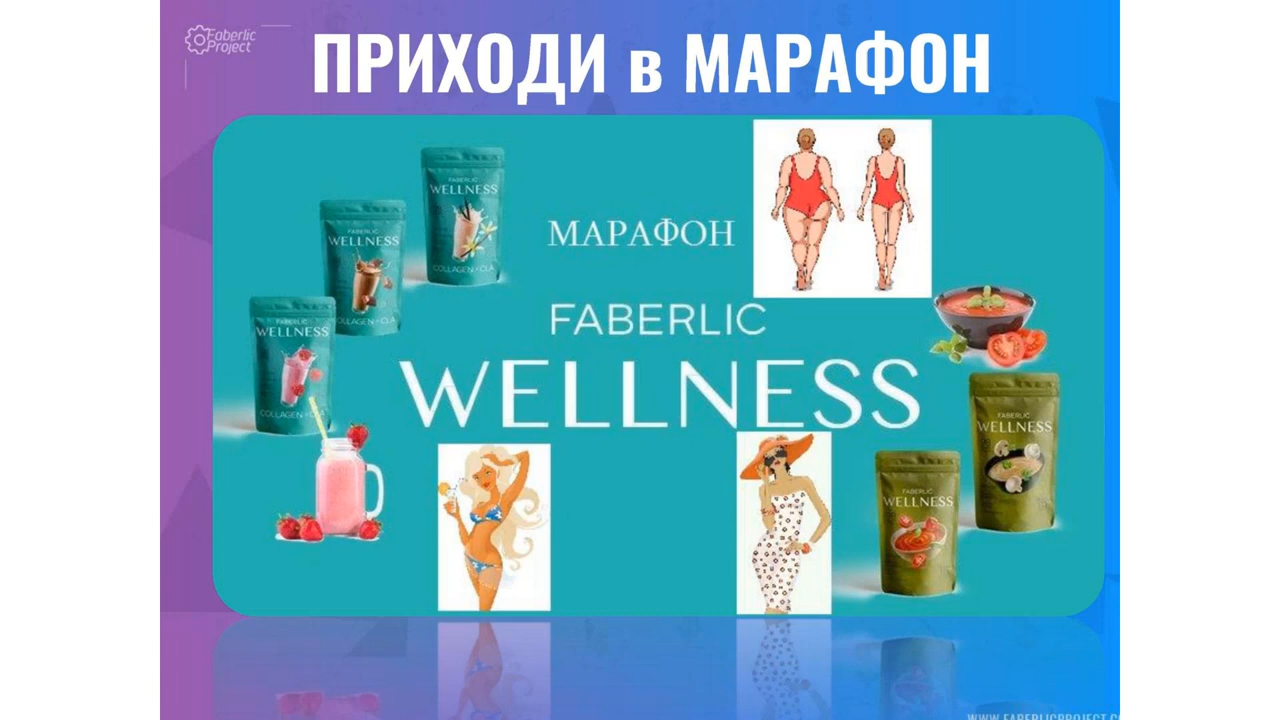 Faberlic
Project
ПРИХОДИ в МАРАФОН
FABERLIC
WELLNESS
COLLAGEN + CLA
FABERLIC
WELLNESS
COLLAGEN + CLA
FABERLIC
WELLNESS
COLLAGEN + CLA
МАРАФОН
FABERLIC
WELLNESS
FABERLIC
WELLNESS
FABERLIC
WELLNESS